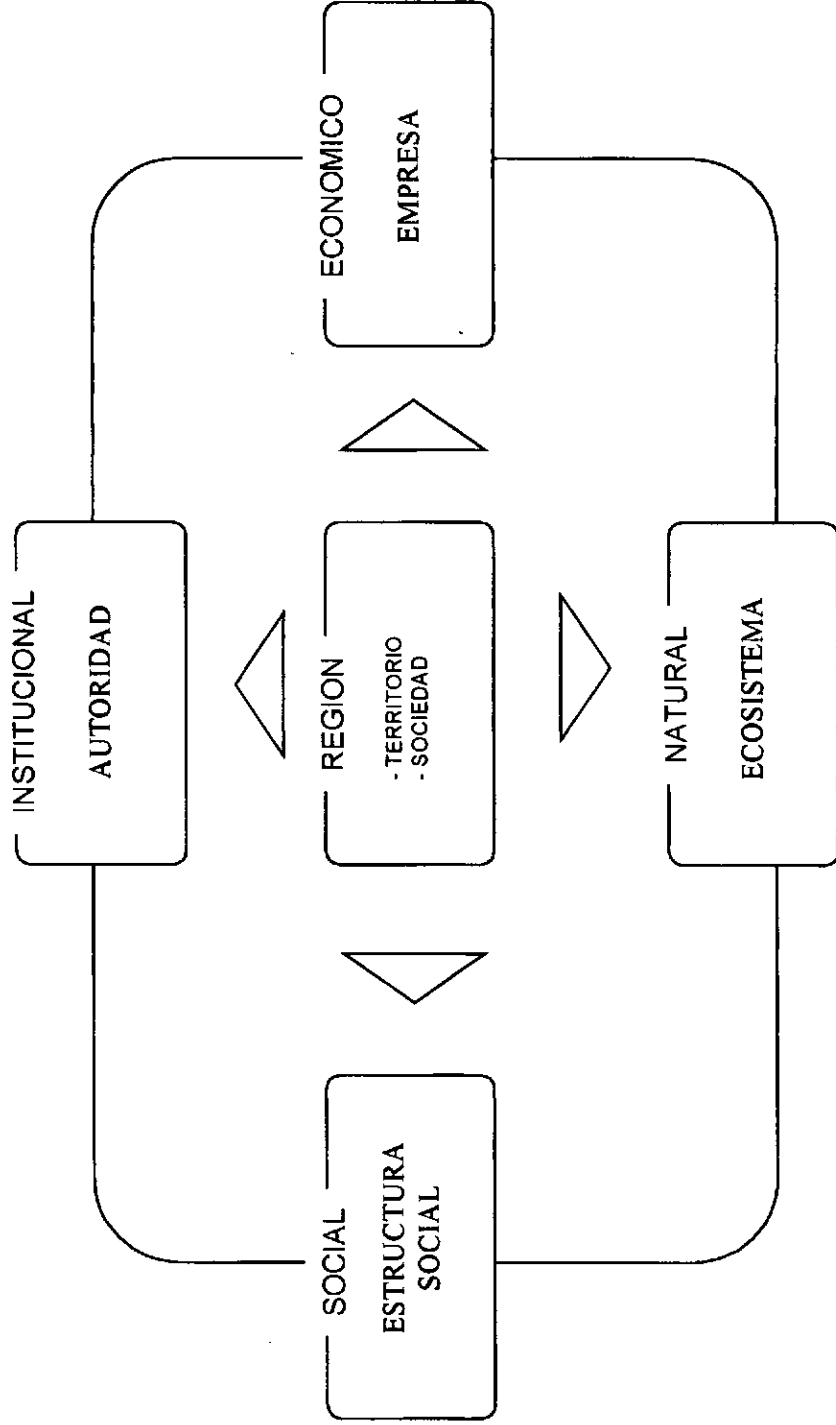 INSTITUCIONAL
AUTORIDAD
SOCIAL
ESTRUCTURA
SOCIAL
REGION
- TERRITORIO
- SOCIEDAD
ECONOMICO
EMPRESA
NATURAL
ECOSISTEMA